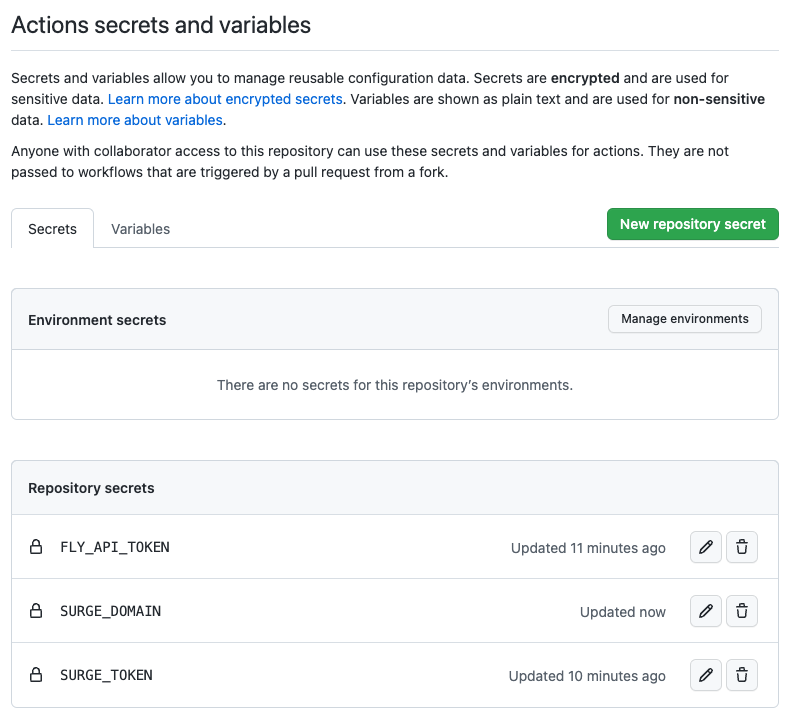 Actions secrets and variables
Secrets and variables allow you to manage reusable configuration data. Secrets are encrypted and are used for
sensitive data. Learn more about encrypted secrets. Variables are shown as plain text and are used for non-sensitive
data. Learn more about variables.
Anyone with collaborator access to this repository can use these secrets and variables for actions. They are not
passed to workflows that are triggered by a pull request from a fork.
Secrets Variables New repository secret
Environment secrets Manage environments
There are no secrets for this repository’s environments.
Repository secrets
FLY_API_TOKEN Updated 11 minutes ago
SURGE_DOMAIN Updated now
SURGE_TOKEN Updated 10 minutes ago